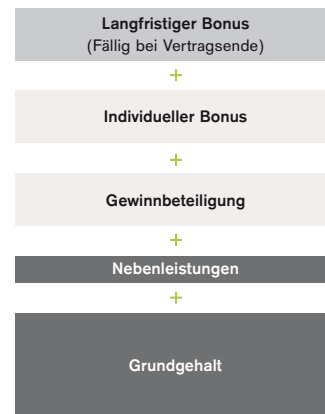 Langfristiger Bonus
(Fällig bei Vertragsende)
+
Individueller Bonus
+
Gewinnbeteiligung
+
Nebenleistungen
+
Grundgehalt